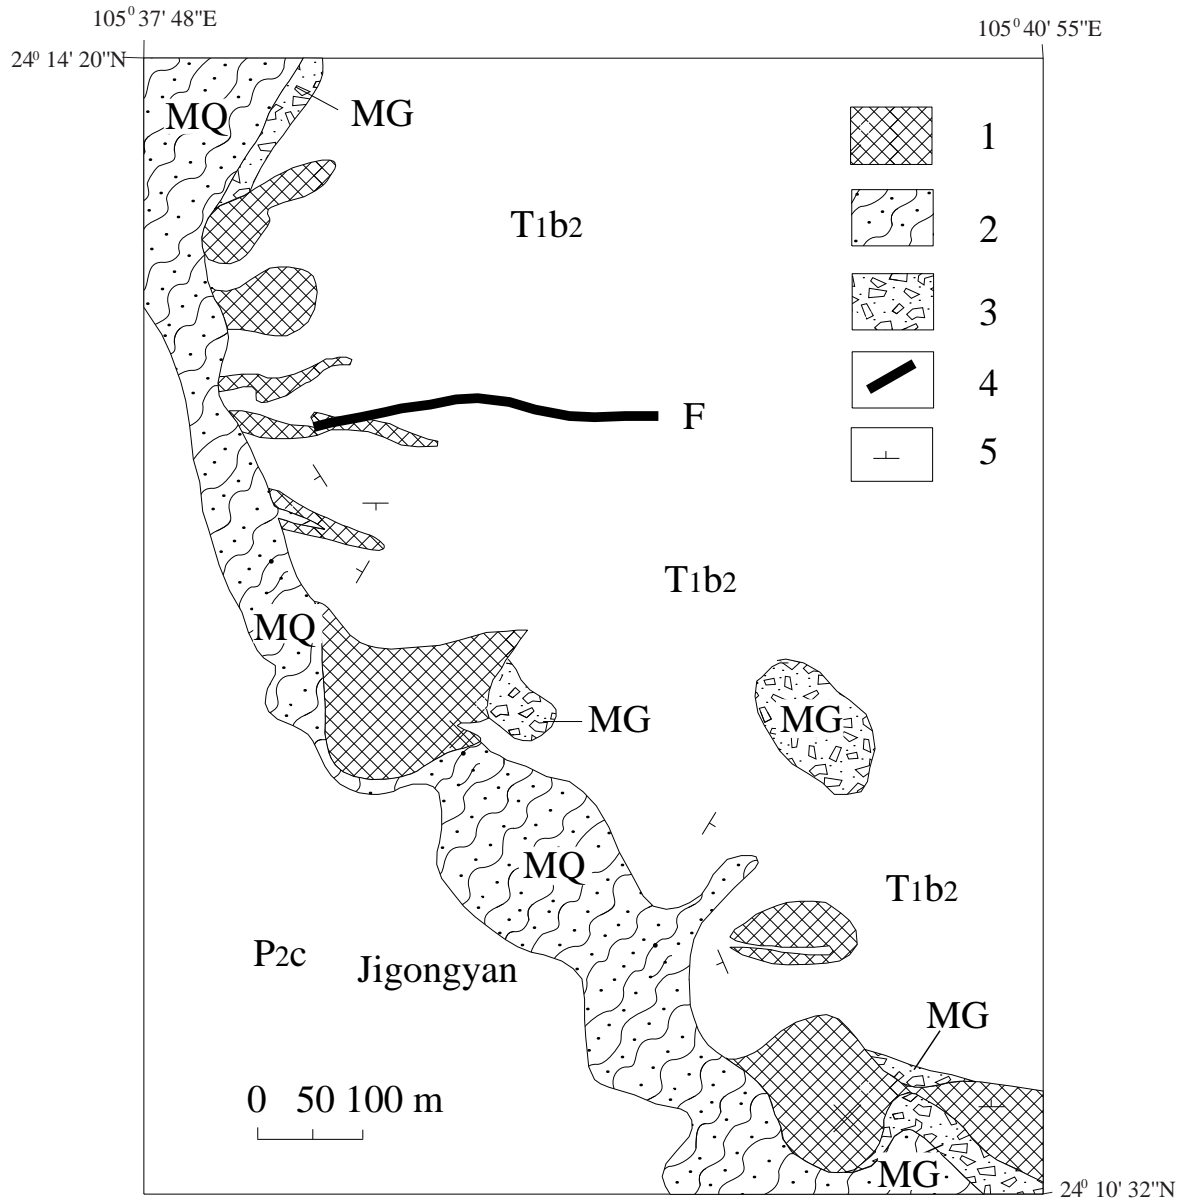 105⁰ 37' 48"E
105⁰ 40' 55"E
24⁰ 14' 20"N
MQ
MG
1
T1b2
2
3
4
F
5
T1b2
MQ
MG
MG
MQ
T1b2
P2c
Jigongyan
MG
0 50 100 m
MG
24⁰ 10' 32"N